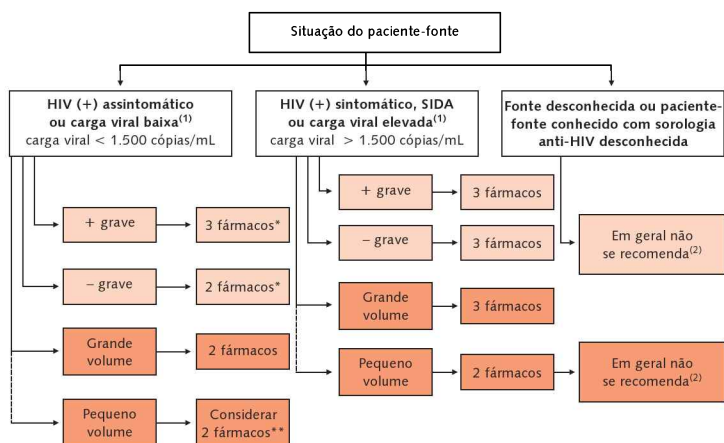 Situação do paciente-fonte
HIV (+) assintomático
ou carga viral baixa(1)
carga viral < 1.500 cópias/mL
HIV (+) sintomático, SIDA
ou carga viral elevada(1)
carga viral > 1.500 cópias/mL
Fonte desconhecida ou paciente-
fonte conhecido com sorologia
anti-HIV desconhecida
+ grave
3 fármacos*
− grave
2 fármacos*
Grande
volume
2 fármacos
Pequeno
volume
Considerar
2 fármacos**
+ grave
3 fármacos
− grave
3 fármacos
Grande
volume
3 fármacos
Pequeno
volume
2 fármacos
Em geral não
se recomenda(2)
Em geral não
se recomenda(2)